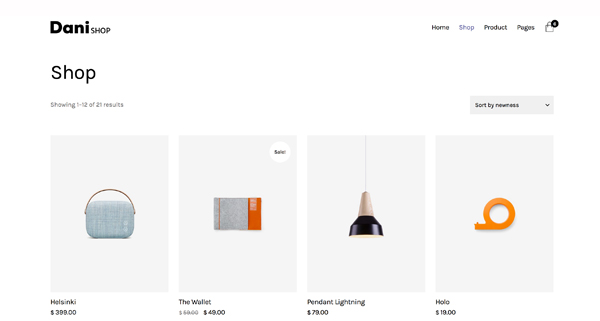 Dani SHOP
Home Shop Product Pages 0
Shop
Showing 1–12 of 21 results
Sort by newness
Sale!
Helsinki The Wallet Pendant Lightning Holo
$ 399.00 $ 59.00 $ 49.00 $ 79.00 $ 19.00